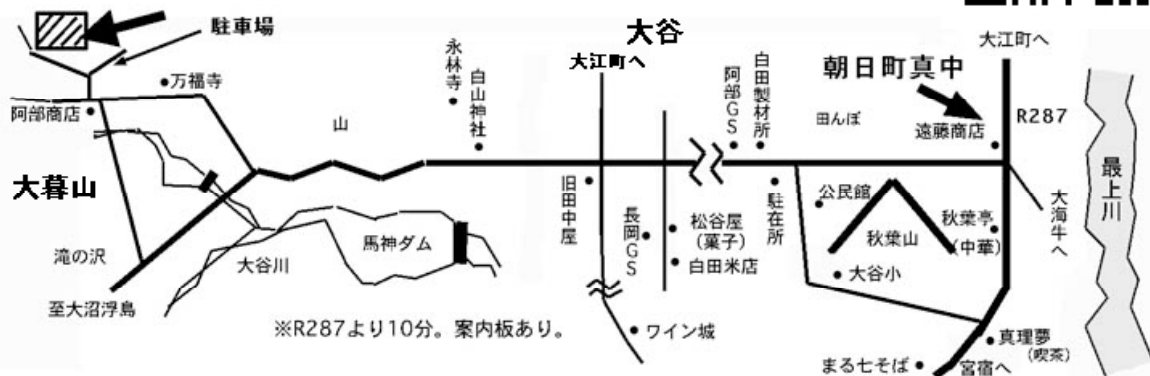 駐車場
大谷
大江町へ
大江町へ
永林寺
白山神社
阿部GS
白田製材所
朝日町真中
万福寺
阿部商店
山
田んぼ
遠藤商店
R287
最上川
大暮山
旧田中屋
長岡GS
松谷屋
(菓子)
白田米店
駐在所
公民館
秋葉山
秋葉亭
(中華)
大海牛へ
滝の沢
大谷川
馬神ダム
大谷小
至大沼浮島
※R287より10分。案内板あり。
ワイン城
真理夢
(喫茶)
まる七そば
宮宿へ